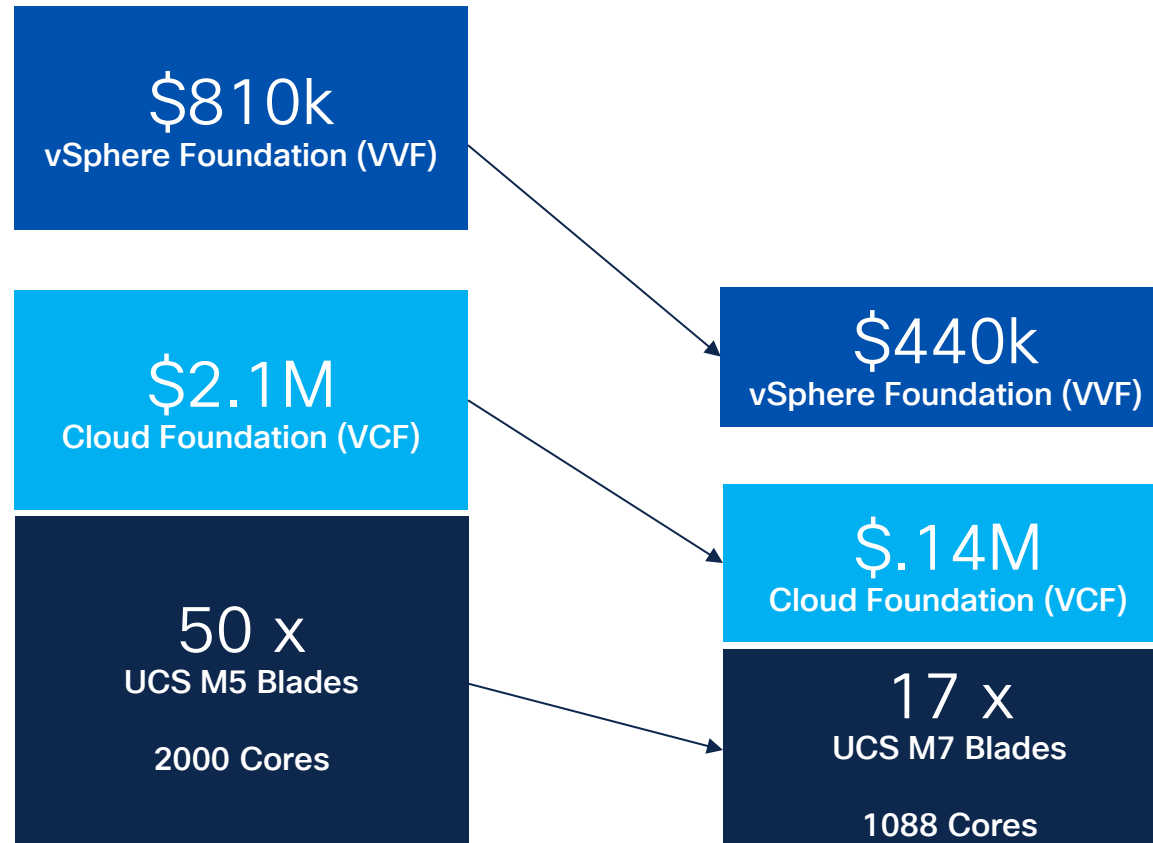 $810k
vSphere Foundation (VVF)
$2.1M
Cloud Foundation (VCF)
50 x
UCS M5 Blades
2000 Cores
$440k
vSphere Foundation (VVF)
$.14M
Cloud Foundation (VCF)
17 x
UCS M7 Blades
1088 Cores